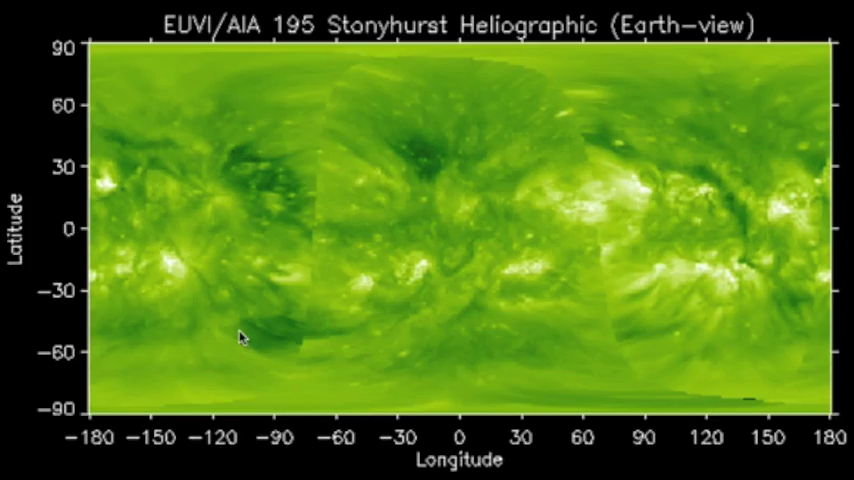 EUVI/AIA 195 Stonyhurst Heliographic (Earth-view)
90
60
30
0
-30
-60
-90
Latitude
-180 -150 -120 -90 -60 -30 0 30 60 90 120 150 180
Longitude